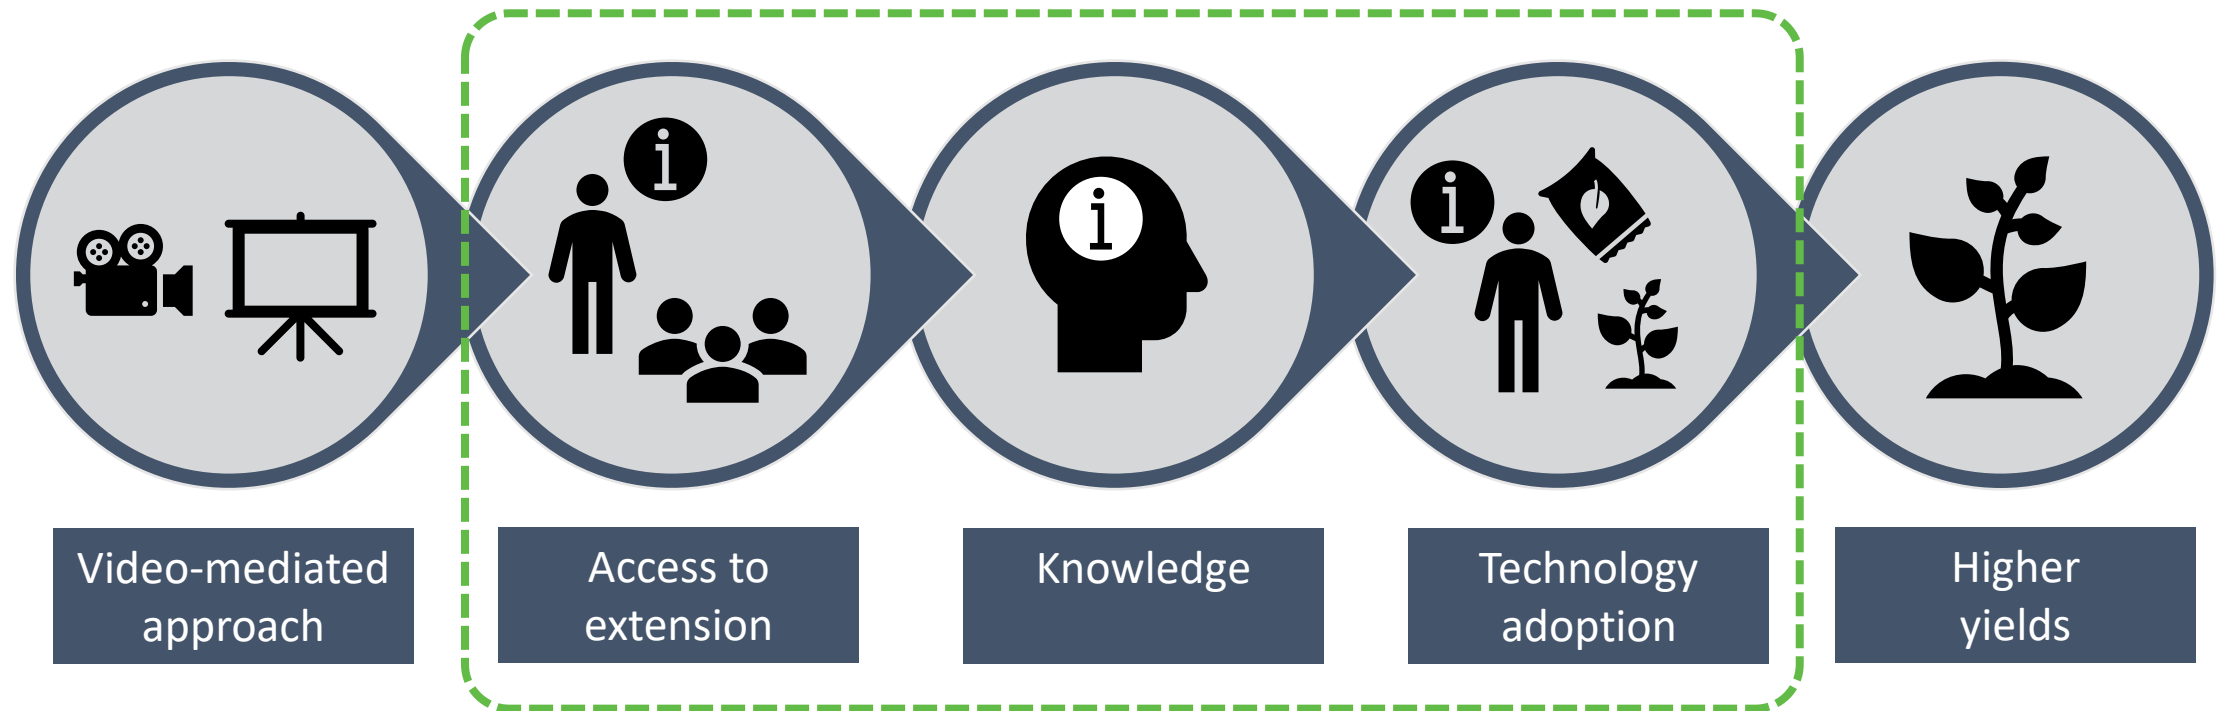 i
i
i
Video-mediated
approach
Access to
extension
Knowledge
Technology
adoption
Higher
yields